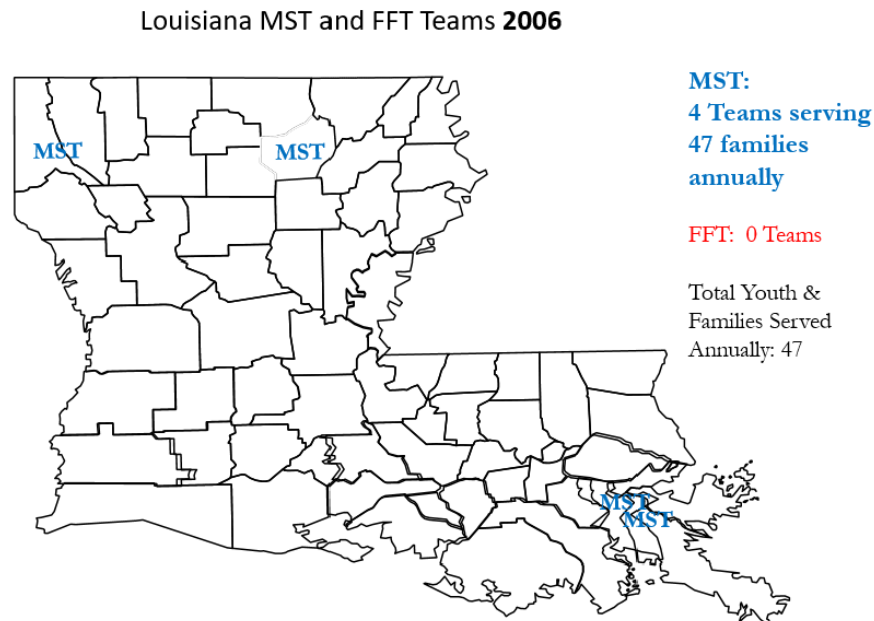 Louisiana MST and FFT Teams 2006
MST:
4 Teams serving
47 families
annually
FFT: 0 Teams
Total Youth &
Families Served
Annually: 47
MST
MST
MST
MST